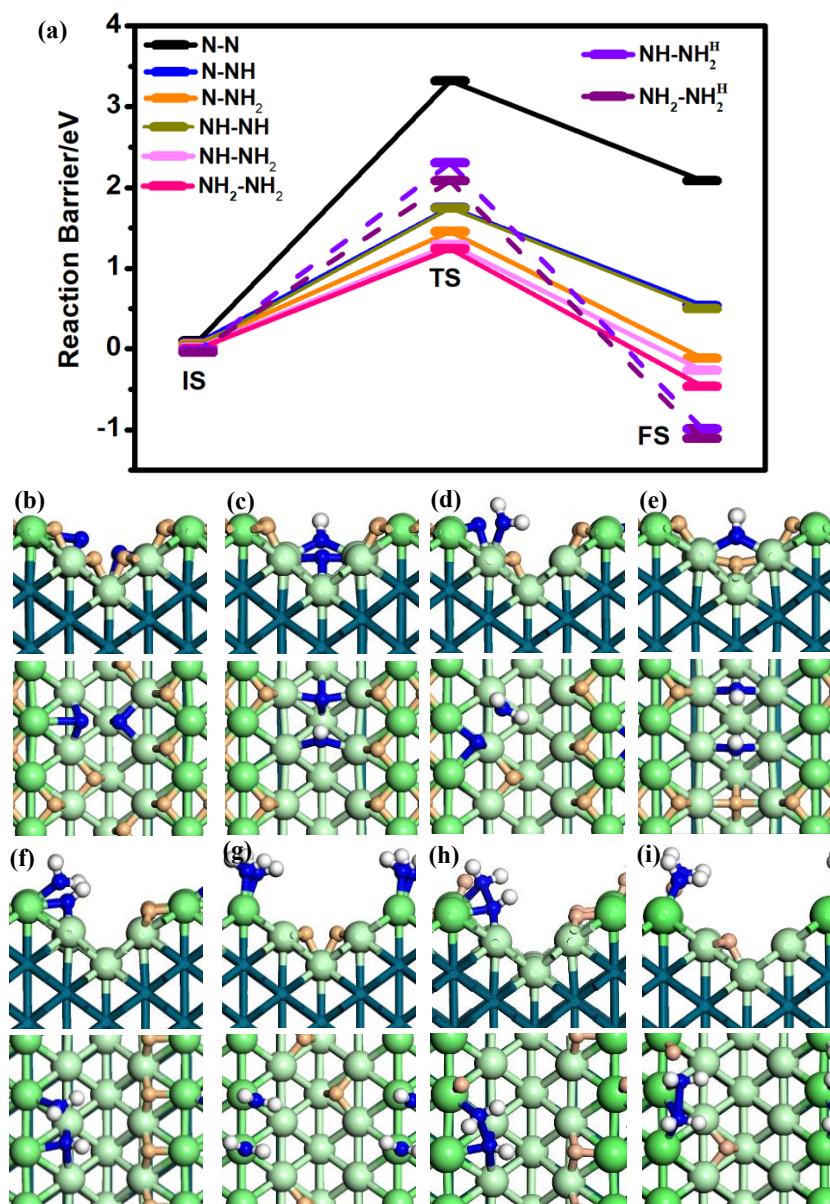 (a)
4
3
2
1
0
-1
Reaction Barrier/eV
N-N
N-NH
N-NH₂
NH-NH
NH-NH₂
NH₂-NH₂
NH-NH₂ᴴ
NH₂-NH₂ᴴ
IS
TS
FS
(b)
(c)
(d)
(e)
(f)
(g)
(h)
(i)